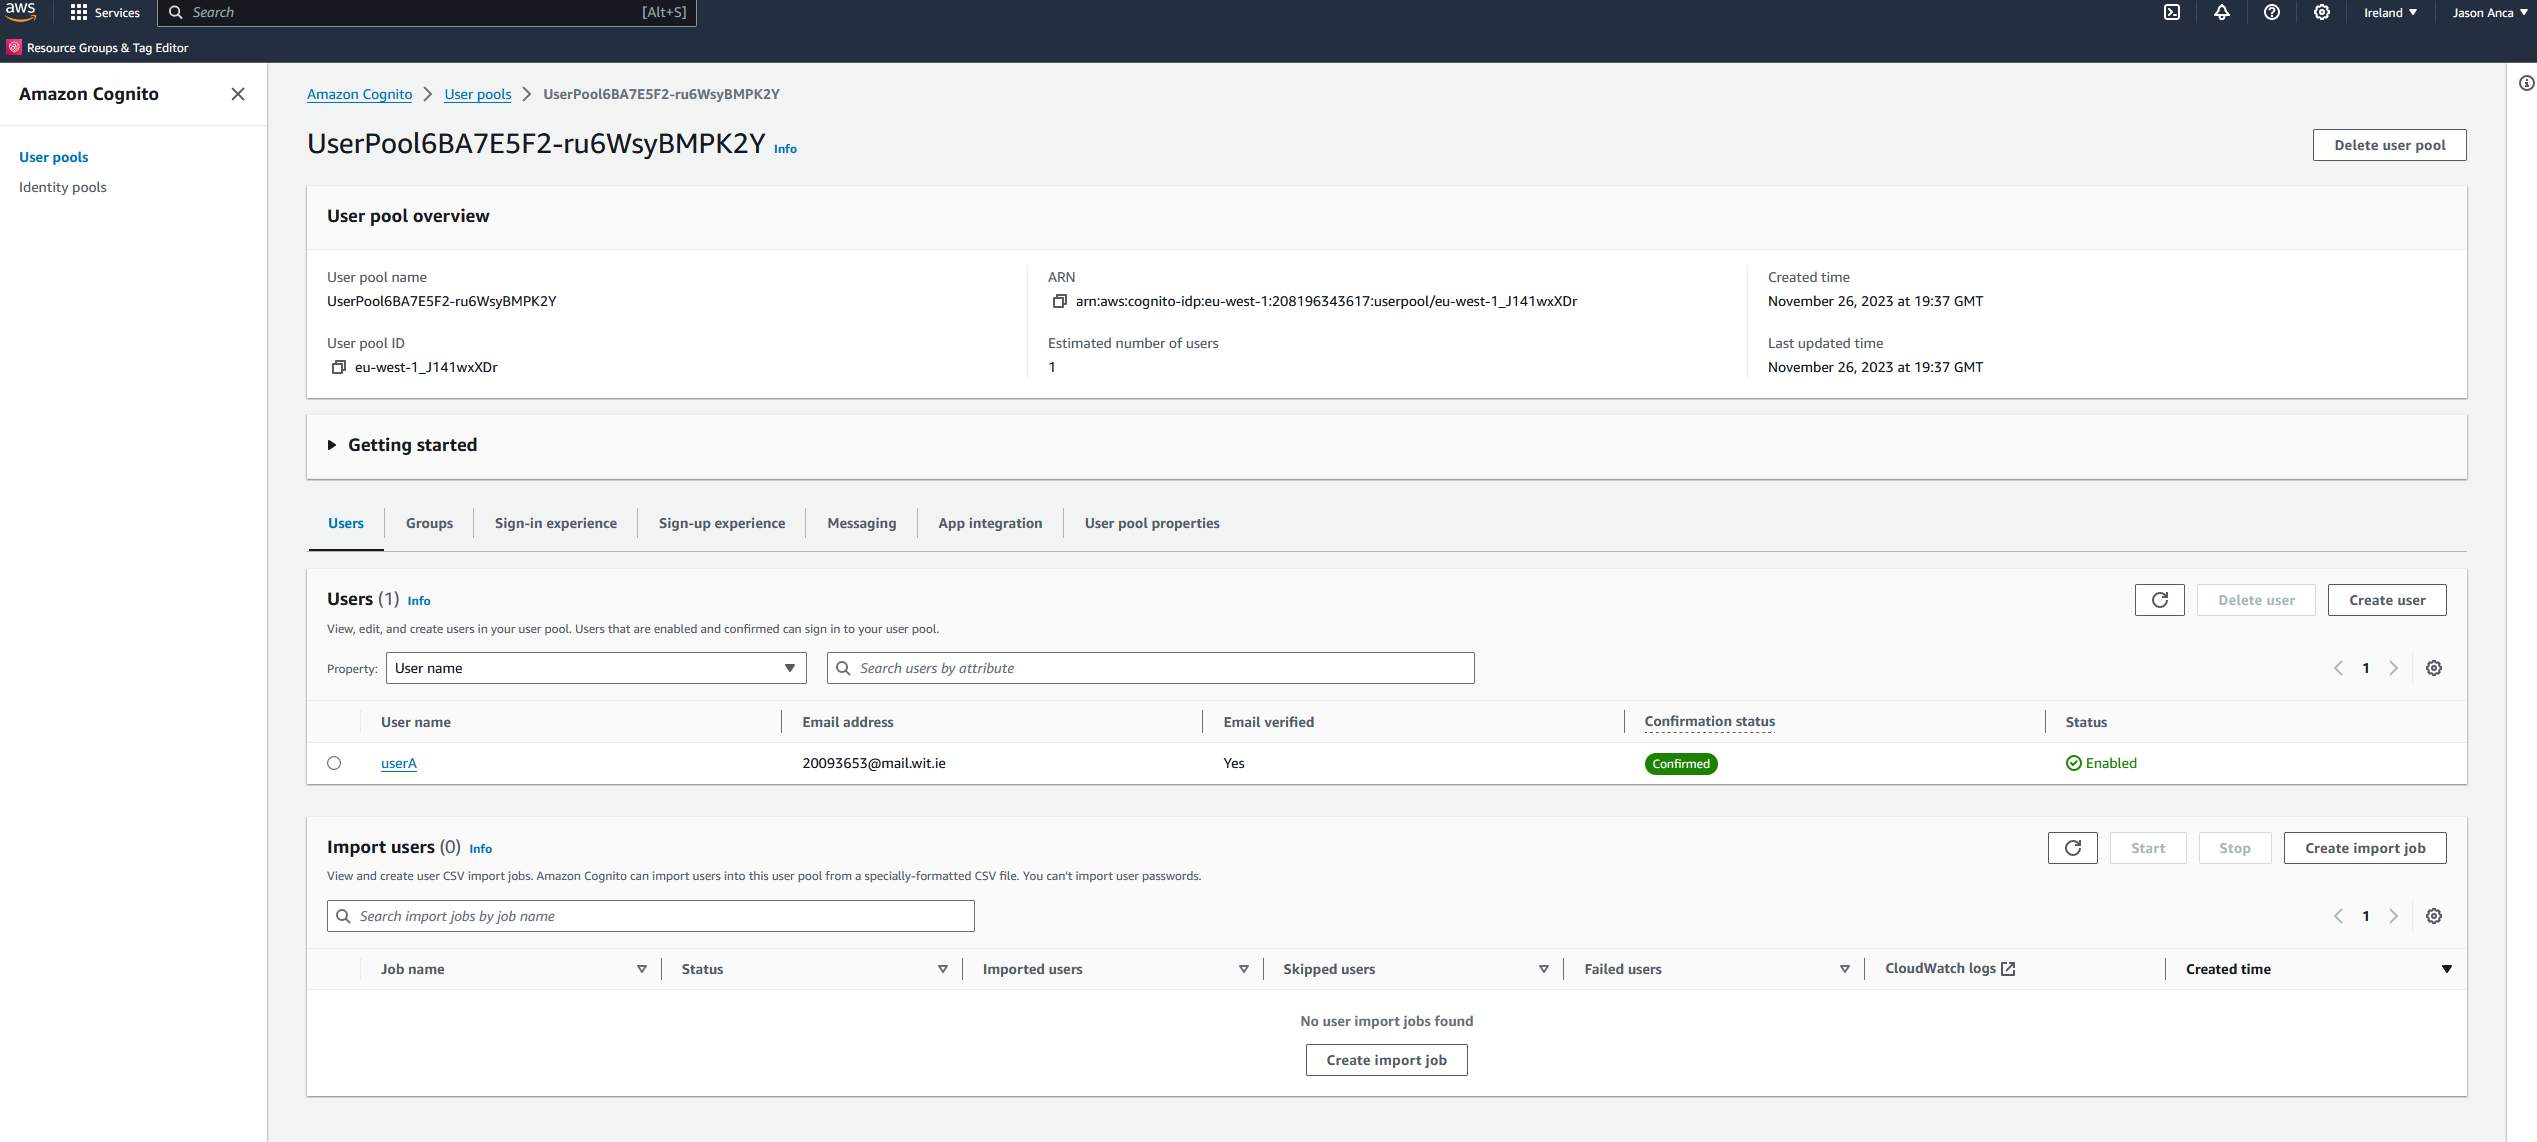 aws
Services
Search
[Alt+S]
Ireland
Jason Anca
Resource Groups & Tag Editor
Amazon Cognito
User pools
Identity pools
Amazon Cognito
User pools
UserPool6BA7E5F2-ru6WsyBMPK2Y
UserPool6BA7E5F2-ru6WsyBMPK2Y Info
Delete user pool
User pool overview
User pool name
UserPool6BA7E5F2-ru6WsyBMPK2Y
User pool ID
eu-west-1_J141wxXDr
ARN
arn:aws:cognito-idp:eu-west-1:208196343617:userpool/eu-west-1_J141wxXDr
Estimated number of users
1
Created time
November 26, 2023 at 19:37 GMT
Last updated time
November 26, 2023 at 19:37 GMT
Getting started
Users
Groups
Sign-in experience
Sign-up experience
Messaging
App integration
User pool properties
Users (1) Info
Delete user
Create user
View, edit, and create users in your user pool. Users that are enabled and confirmed can sign in to your user pool.
Property: User name
Search users by attribute
1
User name
Email address
Email verified
Confirmation status
Status
userA
20093653@mail.wit.ie
Yes
Confirmed
Enabled
Import users (0) Info
Start
Stop
Create import job
View and create user CSV import jobs. Amazon Cognito can import users into this user pool from a specially-formatted CSV file. You can't import user passwords.
Search import jobs by job name
1
Job name
Status
Imported users
Skipped users
Failed users
CloudWatch logs
Created time
No user import jobs found
Create import job